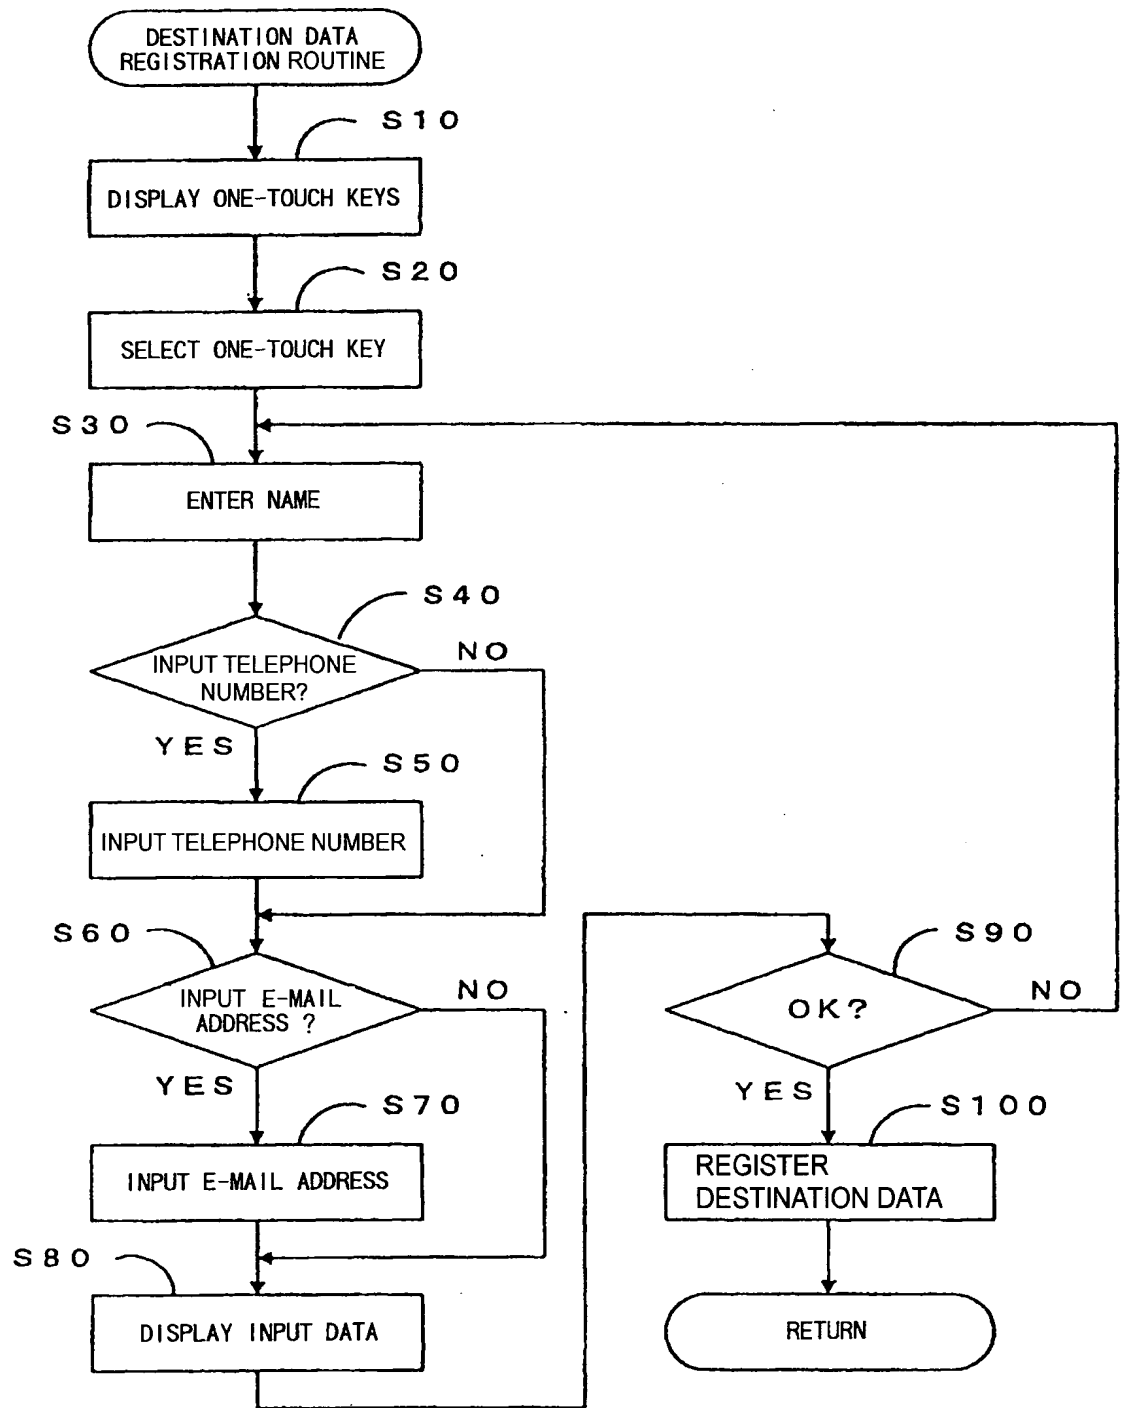 DESTINATION DATA
REGISTRATION ROUTINE
S10
DISPLAY ONE-TOUCH KEYS
S20
SELECT ONE-TOUCH KEY
S30
ENTER NAME
S40
INPUT TELEPHONE
NUMBER?
NO
YES
S50
INPUT TELEPHONE NUMBER
S60
INPUT E-MAIL
ADDRESS ?
NO
YES
S70
INPUT E-MAIL ADDRESS
S80
DISPLAY INPUT DATA
S90
OK?
NO
YES
S100
REGISTER
DESTINATION DATA
RETURN